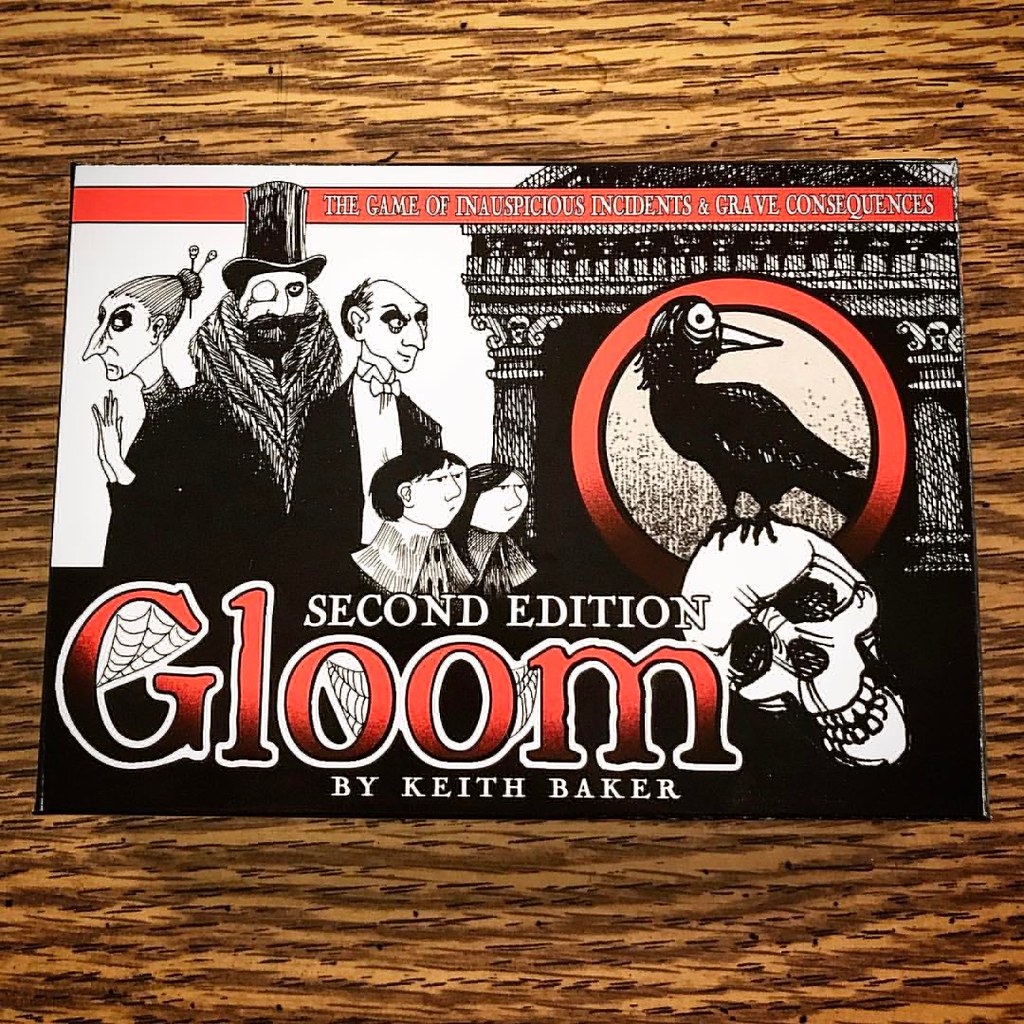 THE GAME OF INAUSPICIOUS INCIDENTS & GRAVE CONSEQUENCES
SECOND EDITION
Gloom
BY KEITH BAKER